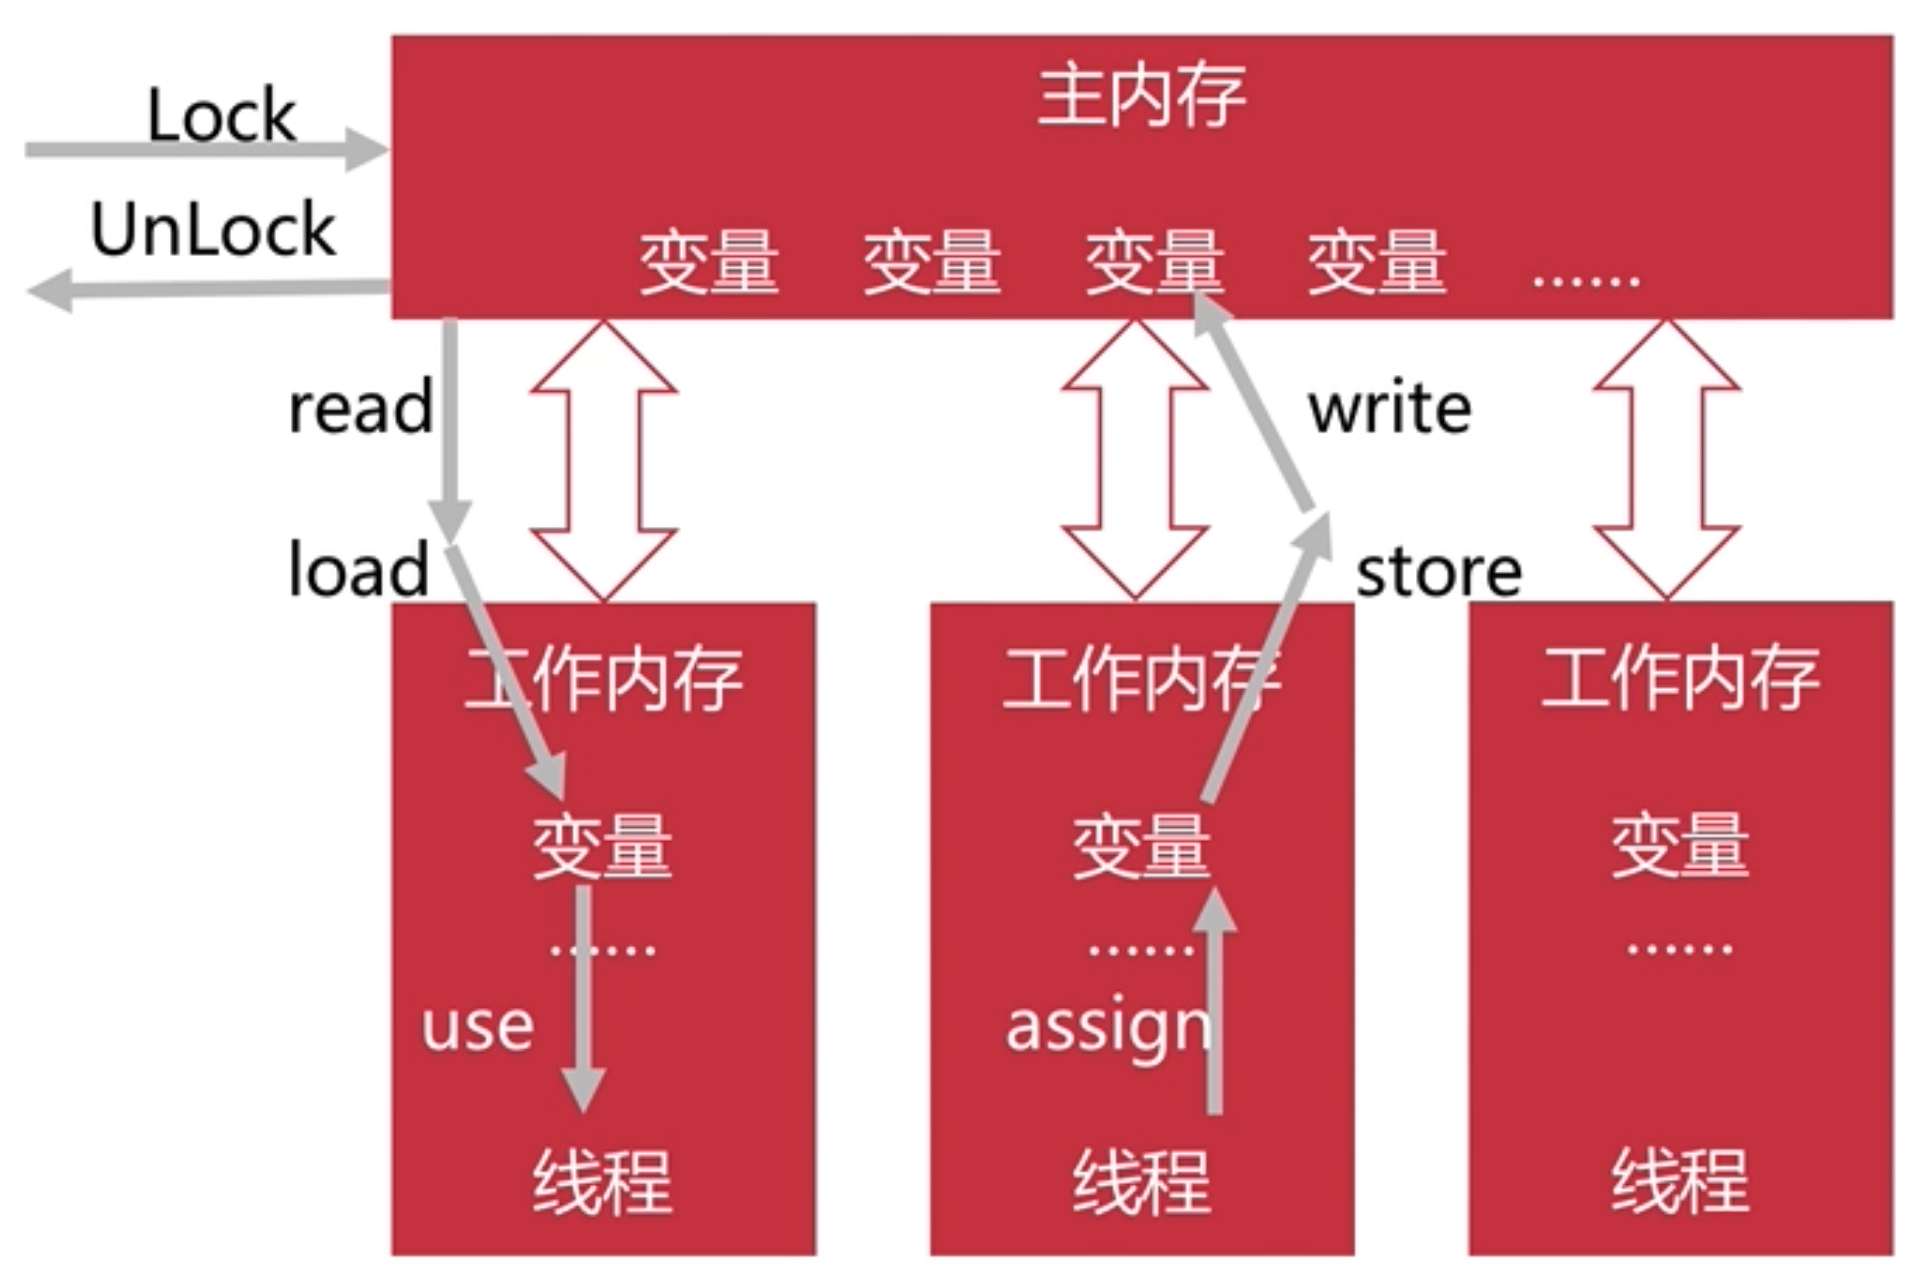 主内存
Lock
UnLock
变量 变量 变量 变量 ......
read
write
load
store
工作内存 工作内存 工作内存
变量 变量 变量
...... ...... ......
use assign
线程 线程 线程